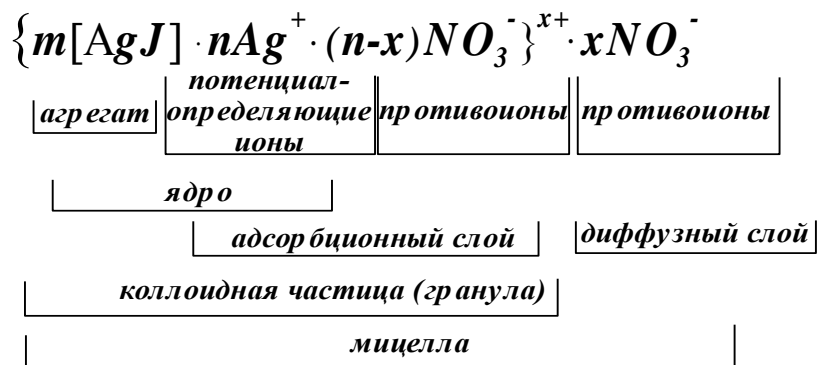 {m[AgJ] · nAg⁺ · (n-x)NO₃⁻}ˣ⁺ · xNO₃⁻
потенциал-
агрегат определяющие противоионы противоионы
ионы
ядро
адсорбционный слой диффузный слой
коллоидная частица (гранула)
мицелла